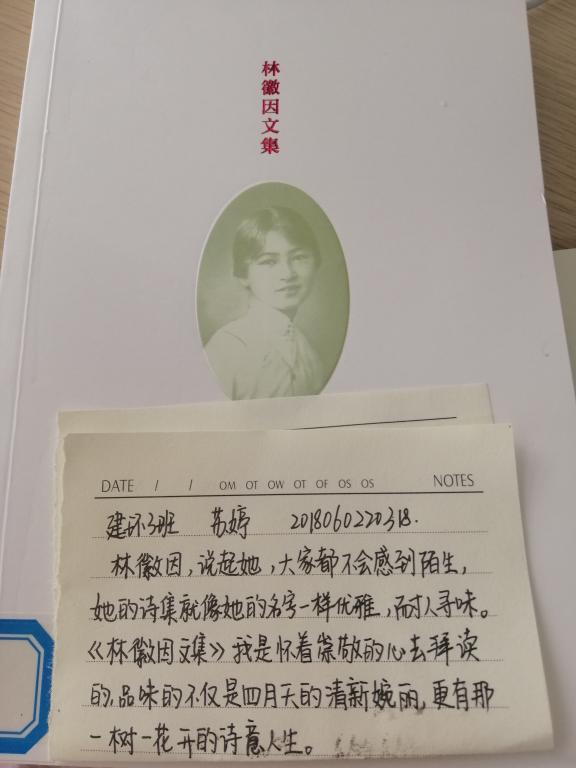 林徽因文集
DATE / / OM OT OW OT OF OS OS NOTES
建环3班 苏婷 2018060220318.
林徽因，说起她，大家都不会感到陌生，
她的诗集就像她的名字一样优雅，耐人寻味。
《林徽因文集》我是怀着崇敬的心去拜读
的，品味的不仅是四月天的清新婉丽，更有那
一树一花开的诗意人生。